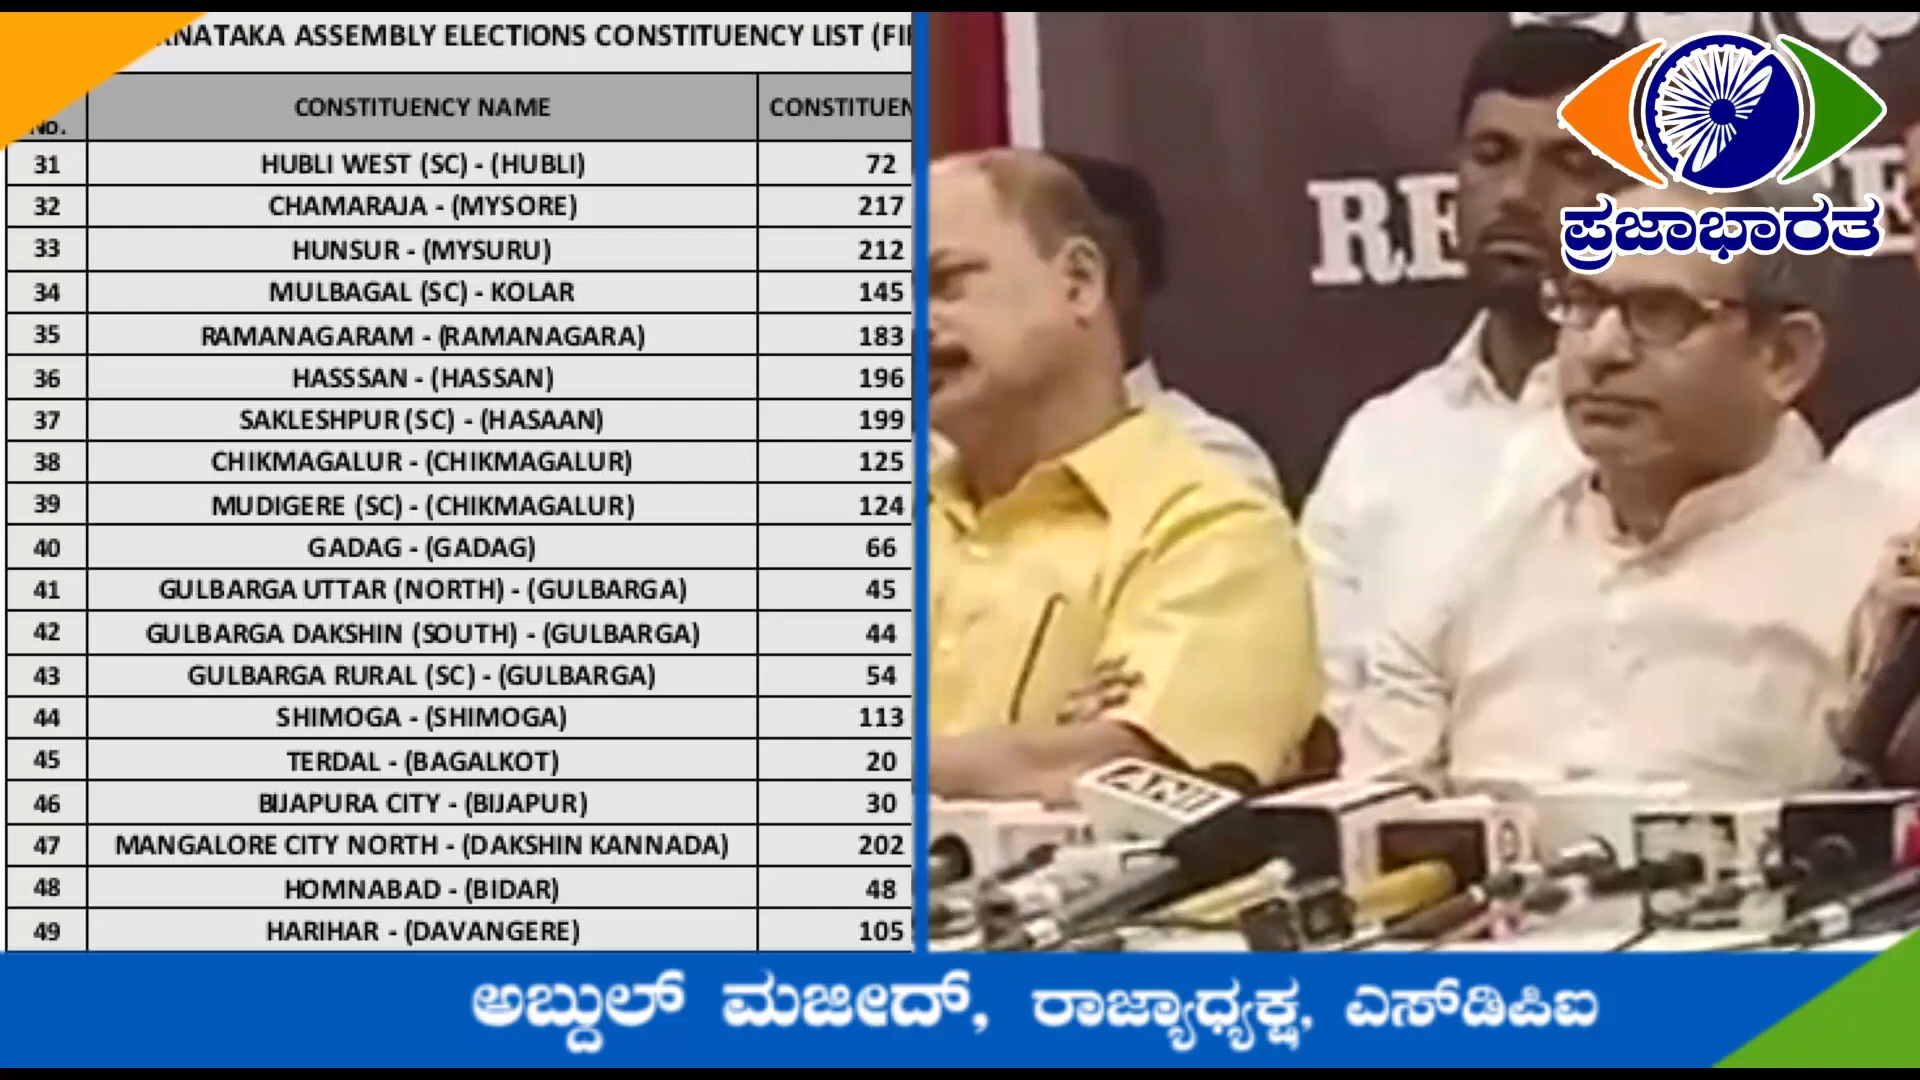 RNATAKA ASSEMBLY ELECTIONS CONSTITUENCY LIST (FI
NO. CONSTITUENCY NAME CONSTITUEN
31 HUBLI WEST (SC) - (HUBLI) 72
32 CHAMARAJA - (MYSORE) 217
33 HUNSUR - (MYSURU) 212
34 MULBAGAL (SC) - KOLAR 145
35 RAMANAGARAM - (RAMANAGARA) 183
36 HASSSAN - (HASSAN) 196
37 SAKLESHPUR (SC) - (HASAAN) 199
38 CHIKMAGALUR - (CHIKMAGALUR) 125
39 MUDIGERE (SC) - (CHIKMAGALUR) 124
40 GADAG - (GADAG) 66
41 GULBARGA UTTAR (NORTH) - (GULBARGA) 45
42 GULBARGA DAKSHIN (SOUTH) - (GULBARGA) 44
43 GULBARGA RURAL (SC) - (GULBARGA) 54
44 SHIMOGA - (SHIMOGA) 113
45 TERDAL - (BAGALKOT) 20
46 BIJAPURA CITY - (BIJAPUR) 30
47 MANGALORE CITY NORTH - (DAKSHIN KANNADA) 202
48 HOMNABAD - (BIDAR) 48
49 HARIHAR - (DAVANGERE) 105
ಪ್ರಜಾಭಾರತ
RE
ANI
ಅಬ್ದುಲ್ ಮಜೀದ್, ರಾಜ್ಯಾಧ್ಯಕ್ಷ, ಎಸ್‌ಡಿಪಿಐ